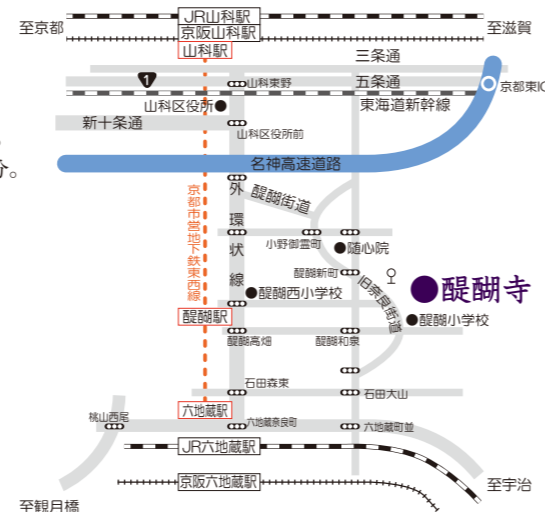 JR山科駅
至京都
至滋賀
京阪山科駅
山科駅
三条通
1
山科東野
五条通
京都東IC
山科区役所
東海道新幹線
新十条通
山科区役所前
分。
名神高速道路
京都市営地下鉄東西線
外環状線
醍醐街道
小野御霊町
随心院
醍醐新町
旧奈良街道
醍醐寺
醍醐西小学校
醍醐駅
醍醐小学校
醍醐高畑
醍醐和泉
石田森東
石田大山
六地蔵駅
桃山西尾
六地蔵奈良町
六地蔵町並
JR六地蔵駅
京阪六地蔵駅
至宇治
至観月橋